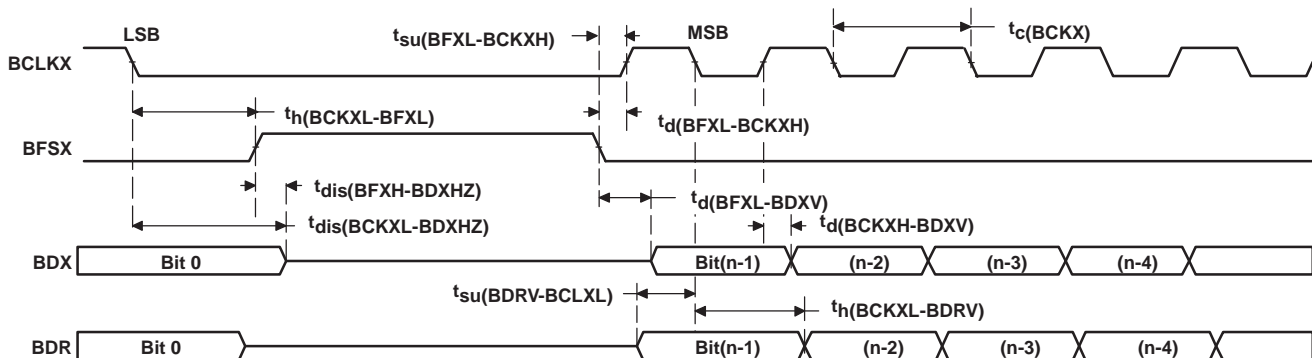 LSB
tsu(BFXL-BCKXH)
MSB
tc(BCKX)
BCLKX
th(BCKXL-BFXL)
td(BFXL-BCKXH)
BFSX
tdis(BFXH-BDXHZ)
td(BFXL-BDXV)
tdis(BCKXL-BDXHZ)
td(BCKXH-BDXV)
BDX
Bit 0
Bit(n-1)
(n-2)
(n-3)
(n-4)
tsu(BDRV-BCLXL)
th(BCKXL-BDRV)
BDR
Bit 0
Bit(n-1)
(n-2)
(n-3)
(n-4)